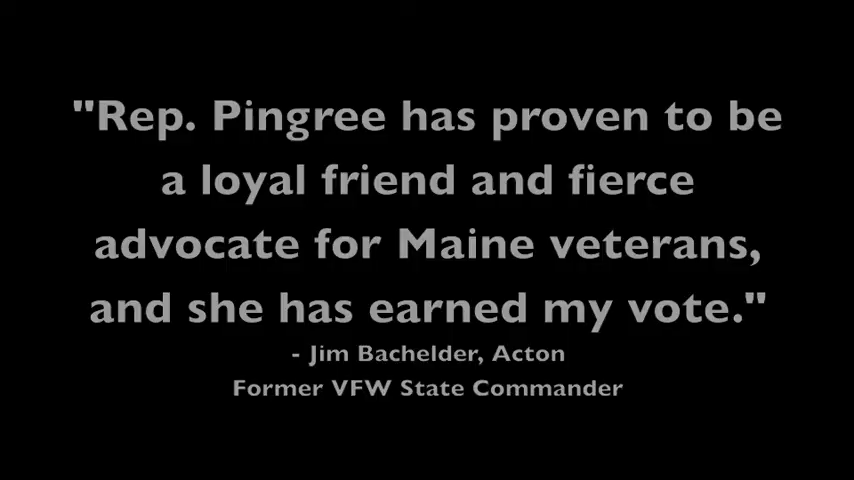 "Rep. Pingree has proven to be
a loyal friend and fierce
advocate for Maine veterans,
and she has earned my vote."
- Jim Bachelder, Acton
Former VFW State Commander